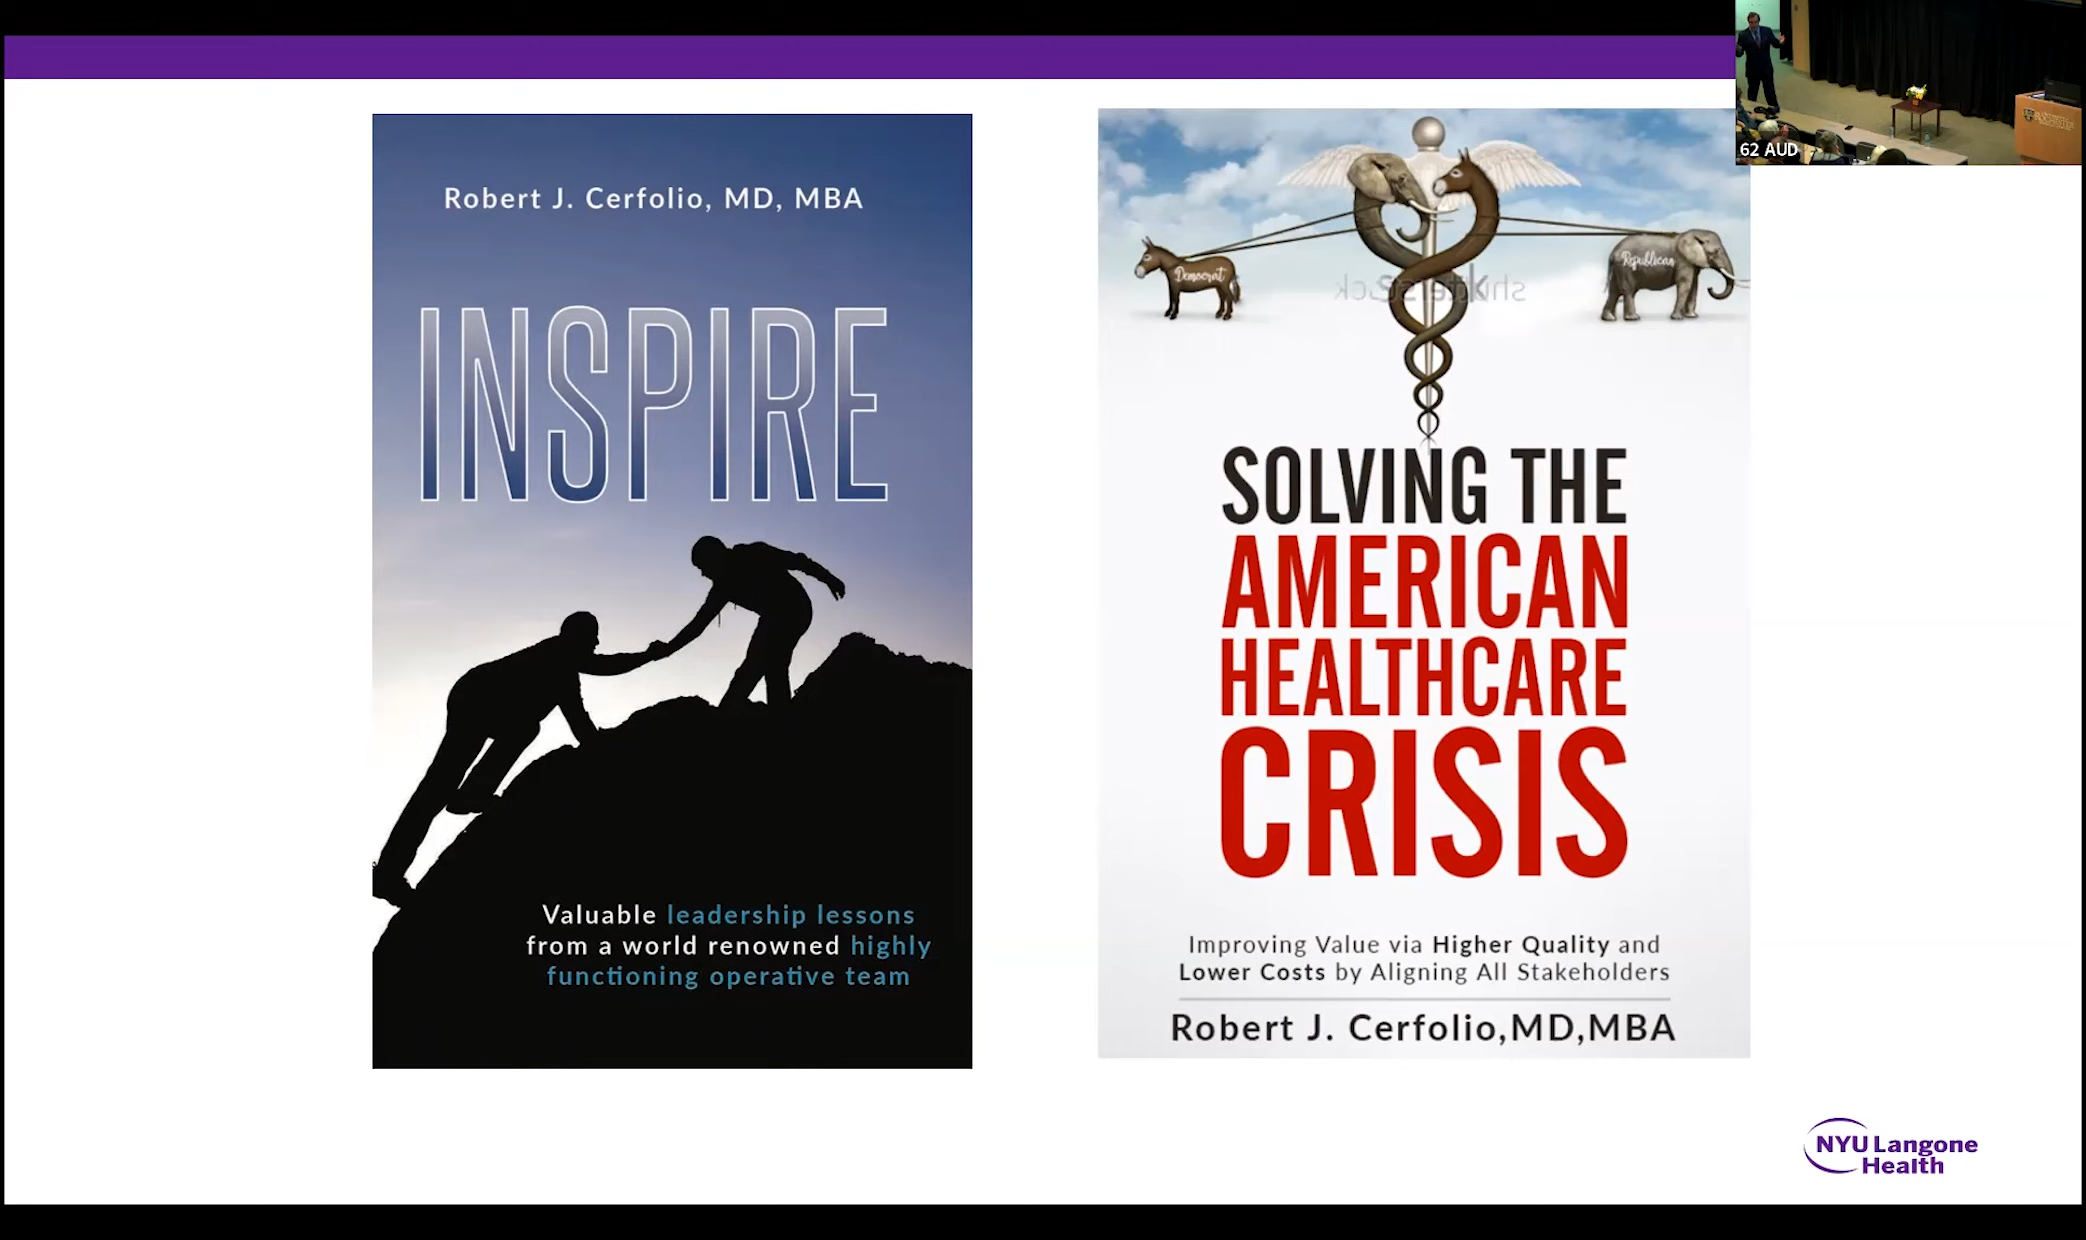 Robert J. Cerfolio, MD, MBA
INSPIRE
Valuable leadership lessons
from a world renowned highly
functioning operative team
Democrat
Republican
shutterstock
SOLVING THE
AMERICAN
HEALTHCARE
CRISIS
Improving Value via Higher Quality and
Lower Costs by Aligning All Stakeholders
Robert J. Cerfolio,MD,MBA
62 AUD
NYU Langone
Health